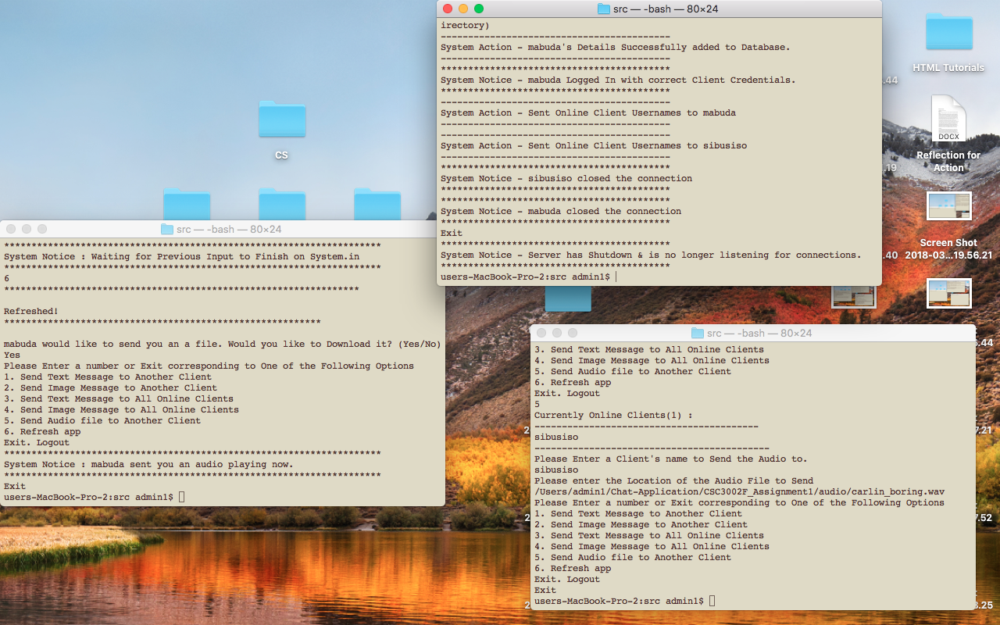 src — -bash — 80×24
irectory)
------------------------------------------
System Action - mabuda's Details Successfully added to Database.
------------------------------------------
******************************************
System Notice - mabuda Logged In with correct Client Credentials.
******************************************
------------------------------------------
System Action - Sent Online Client Usernames to mabuda
------------------------------------------
------------------------------------------
System Action - Sent Online Client Usernames to sibusiso
------------------------------------------
******************************************
System Notice - sibusiso closed the connection
******************************************
******************************************
System Notice - mabuda closed the connection
******************************************
Exit
******************************************
System Notice - Server has Shutdown & is no longer listening for connections.
******************************************
users-MacBook-Pro-2:src admin1$
HTML Tutorials
.44
DOCX
Reflection for
Action
.19
Screen Shot
2018-03...19.56.21
.40
CS
src — -bash — 80×24
*********************************************************************
System Notice : Waiting for Previous Input to Finish on System.in
*********************************************************************
6
*****************************************************************
Refreshed!
**********************************************************
mabuda would like to send you an a file. Would you like to Download it? (Yes/No)
Yes
Please Enter a number or Exit corresponding to One of the Following Options
1. Send Text Message to Another Client
2. Send Image Message to Another Client
3. Send Text Message to All Online Clients
4. Send Image Message to All Online Clients
5. Send Audio file to Another Client
6. Refresh app
Exit. Logout
*********************************************************************
System Notice : mabuda sent you an audio playing now.
*********************************************************************
Exit
users-MacBook-Pro-2:src admin1$
src — -bash — 80×24
3. Send Text Message to All Online Clients
4. Send Image Message to All Online Clients
5. Send Audio file to Another Client
6. Refresh app
Exit. Logout
5
Currently Online Clients(1) :
-----------------------------------------
sibusiso
-------------------------------------------
Please Enter a Client's name to Send the Audio to.
sibusiso
Please enter the Location of the Audio File to Send
/Users/admin1/Chat-Application/CSC3002F_Assignment1/audio/carlin_boring.wav
Please Enter a number or Exit corresponding to One of the Following Options
1. Send Text Message to Another Client
2. Send Image Message to Another Client
3. Send Text Message to All Online Clients
4. Send Image Message to All Online Clients
5. Send Audio file to Another Client
6. Refresh app
Exit. Logout
Exit
users-MacBook-Pro-2:src admin1$
5.44
2
7.21
2
7.52
2
3.25